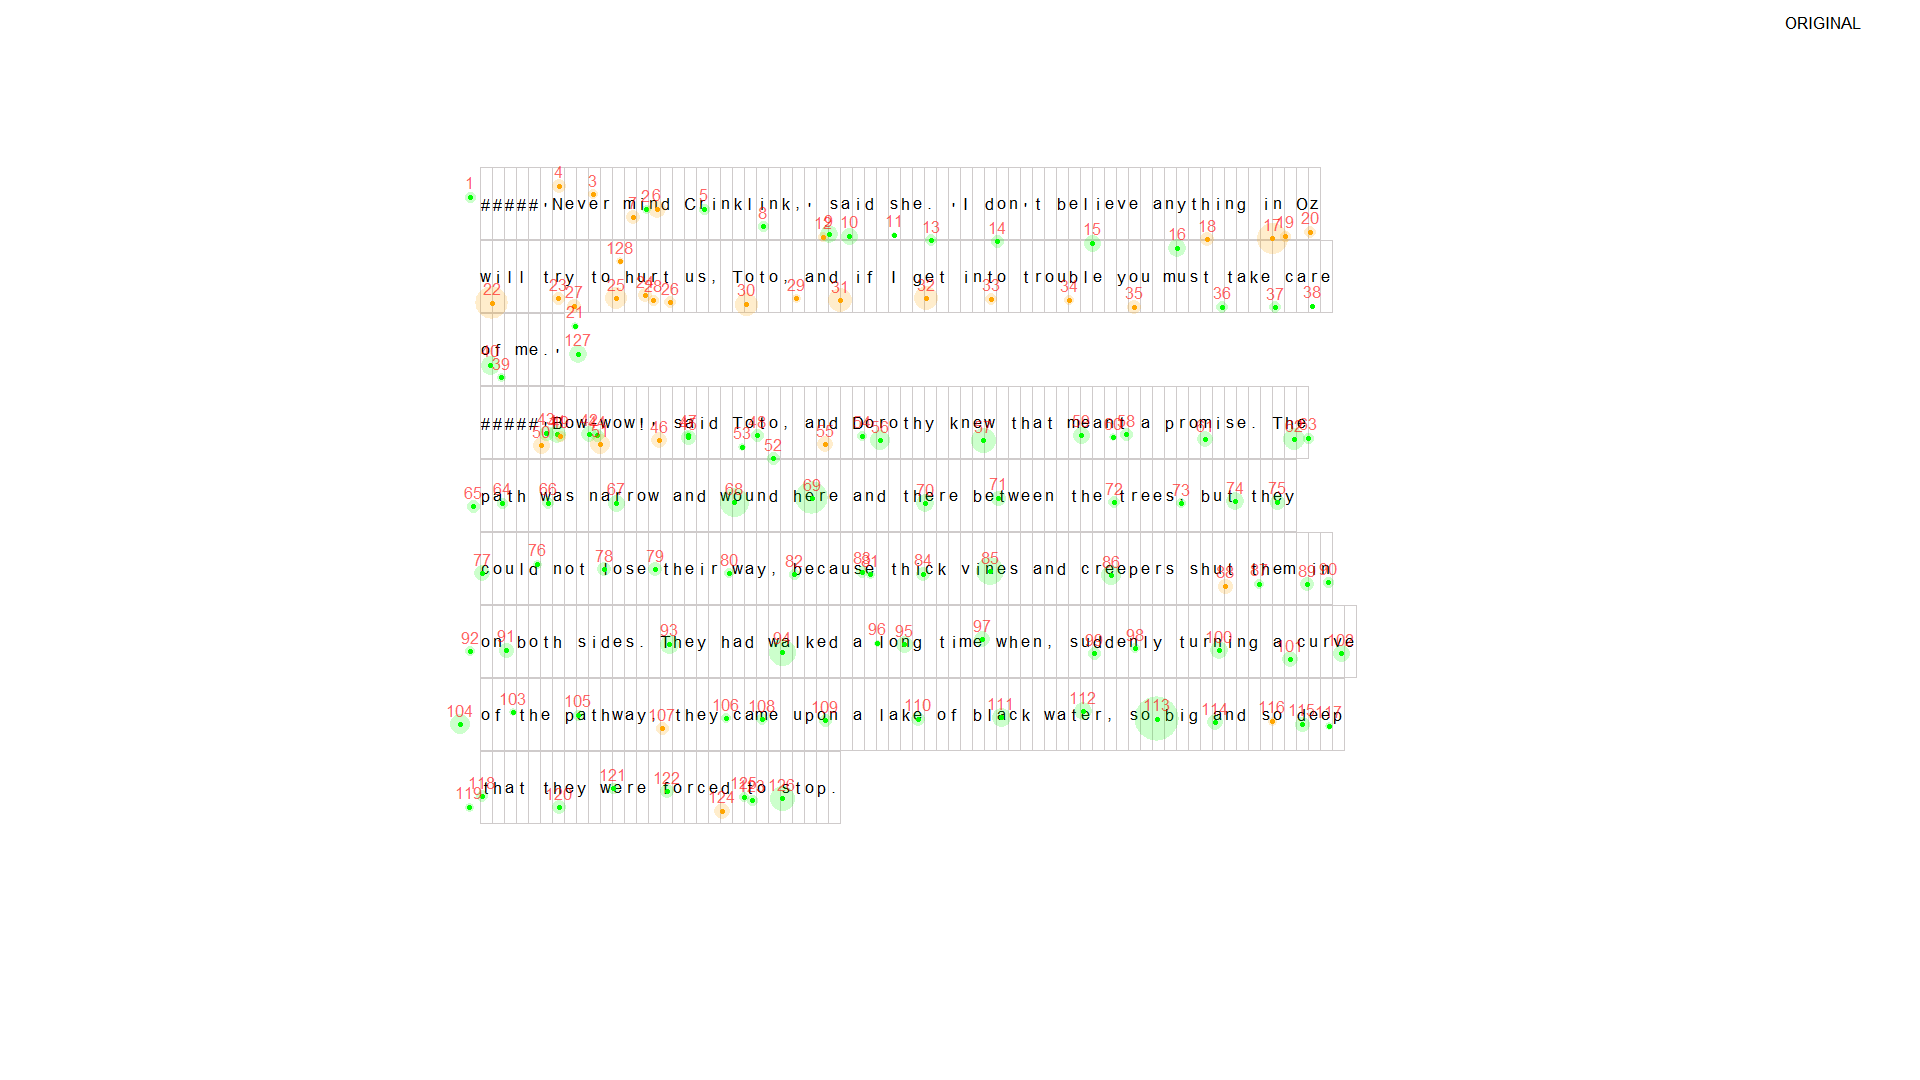 ORIGINAL
#####'Never mind Crinklink,' said she. 'I don't believe anything in Oz
will try to hurt us, Toto, and if I get into trouble you must take care
of me.'
#####'Bow-wow!' said Toto, and Dorothy knew that meant a promise. The
path was narrow and wound here and there between the trees, but they
could not lose their way, because thick vines and creepers shut them in
on both sides. They had walked a long time when, suddenly turning a curve
of the pathway, they came upon a lake of black water, so big and so deep
that they were forced to stop.